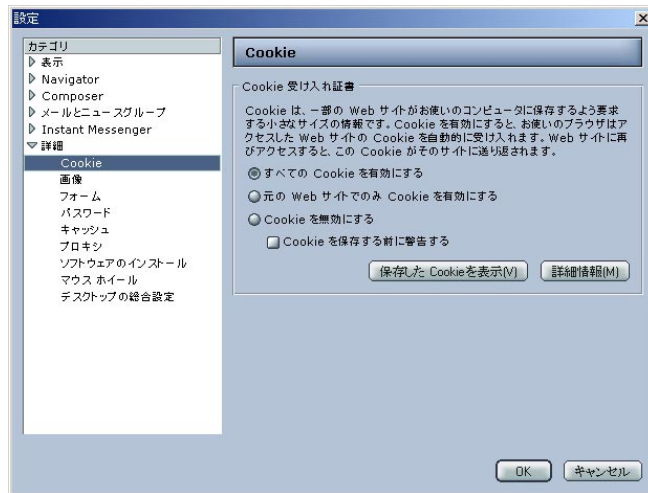 設定
カテゴリ
表示
Navigator
Composer
メールとニュースグループ
Instant Messenger
詳細
Cookie
画像
フォーム
パスワード
キャッシュ
プロキシ
ソフトウェアのインストール
マウス ホイール
デスクトップの総合設定
Cookie
Cookie 受け入れ証書
Cookie は、一部の Web サイトがお使いのコンピュータに保存するよう要求
する小さなサイズの情報です。Cookie を有効にすると、お使いのブラウザはア
クセスした Web サイトの Cookie を自動的に受け入れます。Web サイトに再
びアクセスすると、この Cookie がそのサイトに送り返されます。
すべての Cookie を有効にする
元の Web サイトでのみ Cookie を有効にする
Cookie を無効にする
Cookie を保存する前に警告する
保存した Cookieを表示(V)
詳細情報(M)
OK
キャンセル